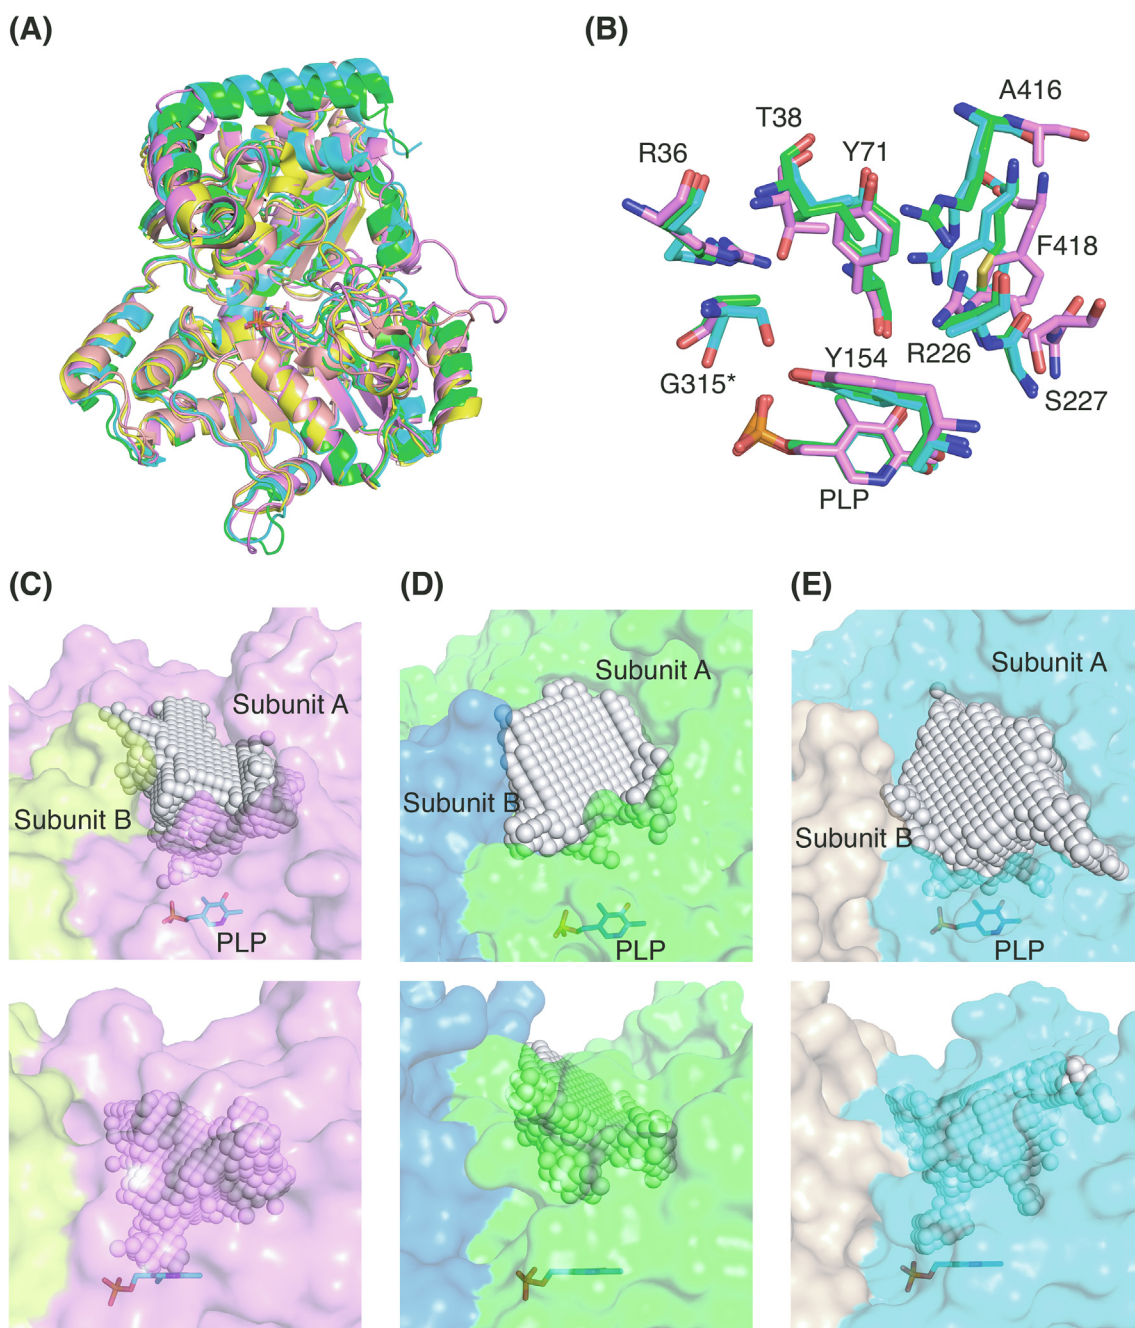 (A)
(B)
A416
T38
R36
Y71
F418
G315*
Y154
R226
S227
PLP
(C)
(D)
(E)
Subunit A
Subunit B
PLP
Subunit A
Subunit B
PLP
Subunit A
Subunit B
PLP